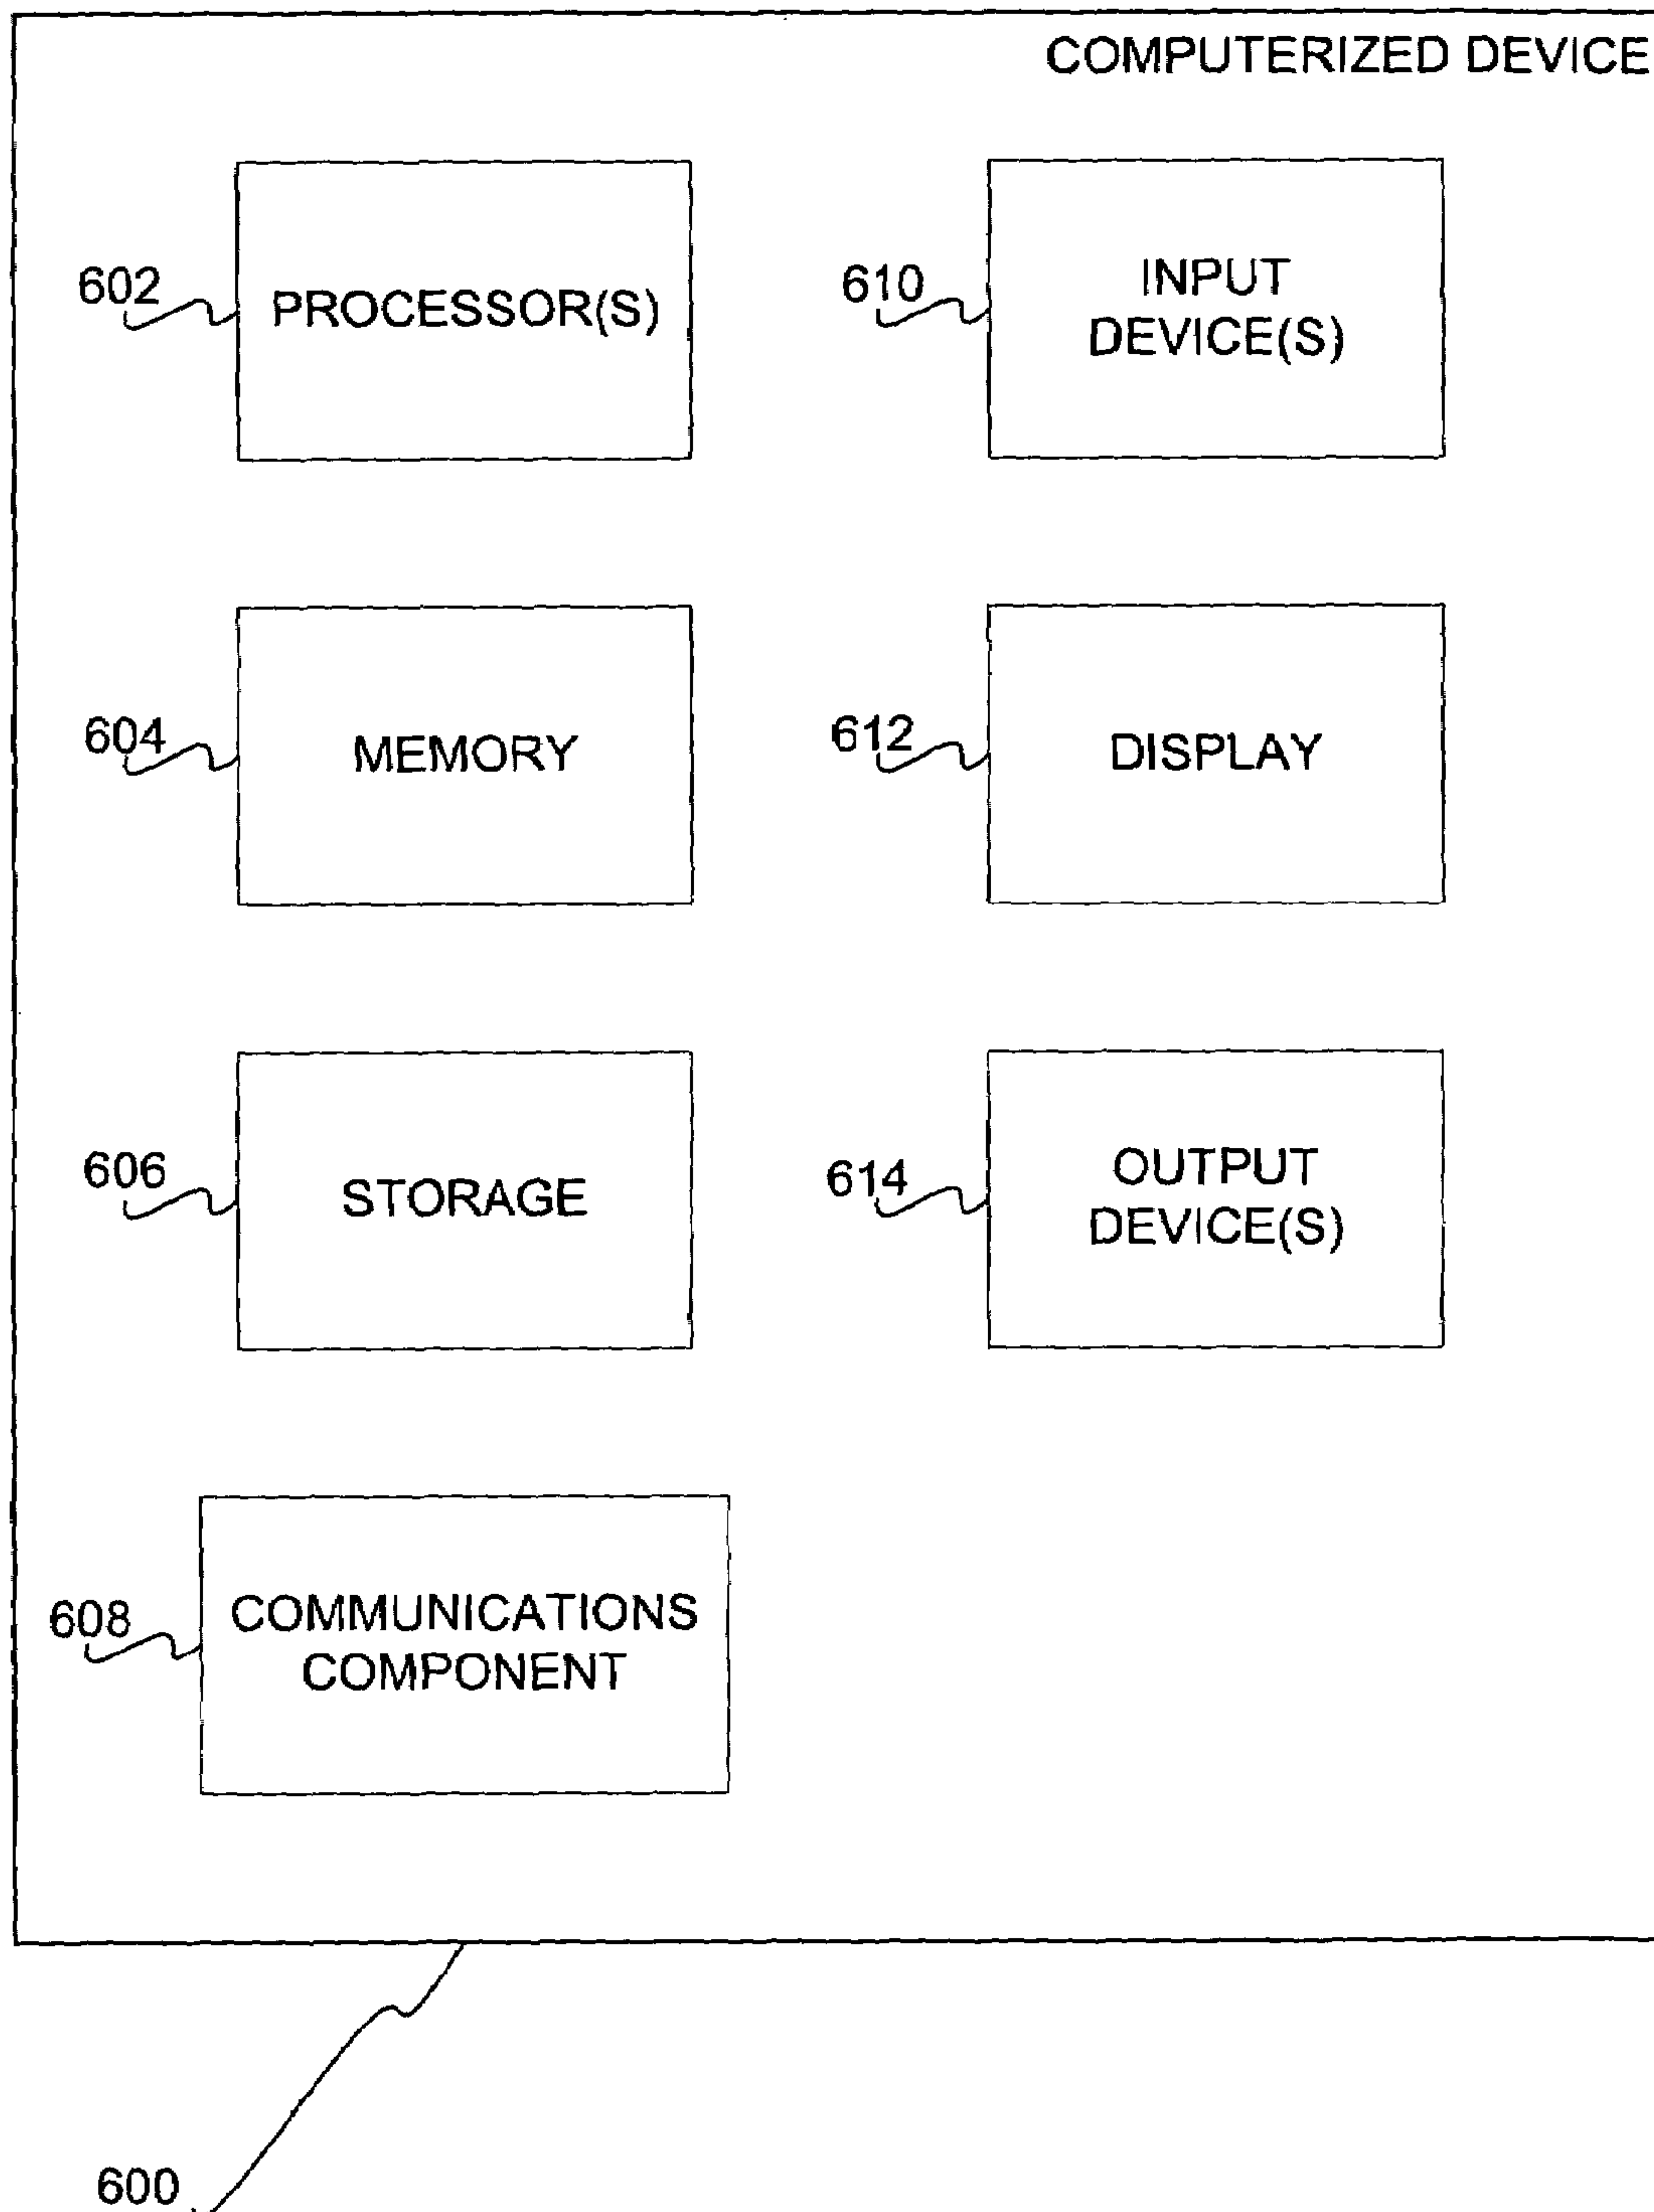 COMPUTERIZED DEVICE
602
PROCESSOR(S)
610
INPUT
DEVICE(S)
604
MEMORY
612
DISPLAY
606
STORAGE
614
OUTPUT
DEVICE(S)
608
COMMUNICATIONS
COMPONENT
600